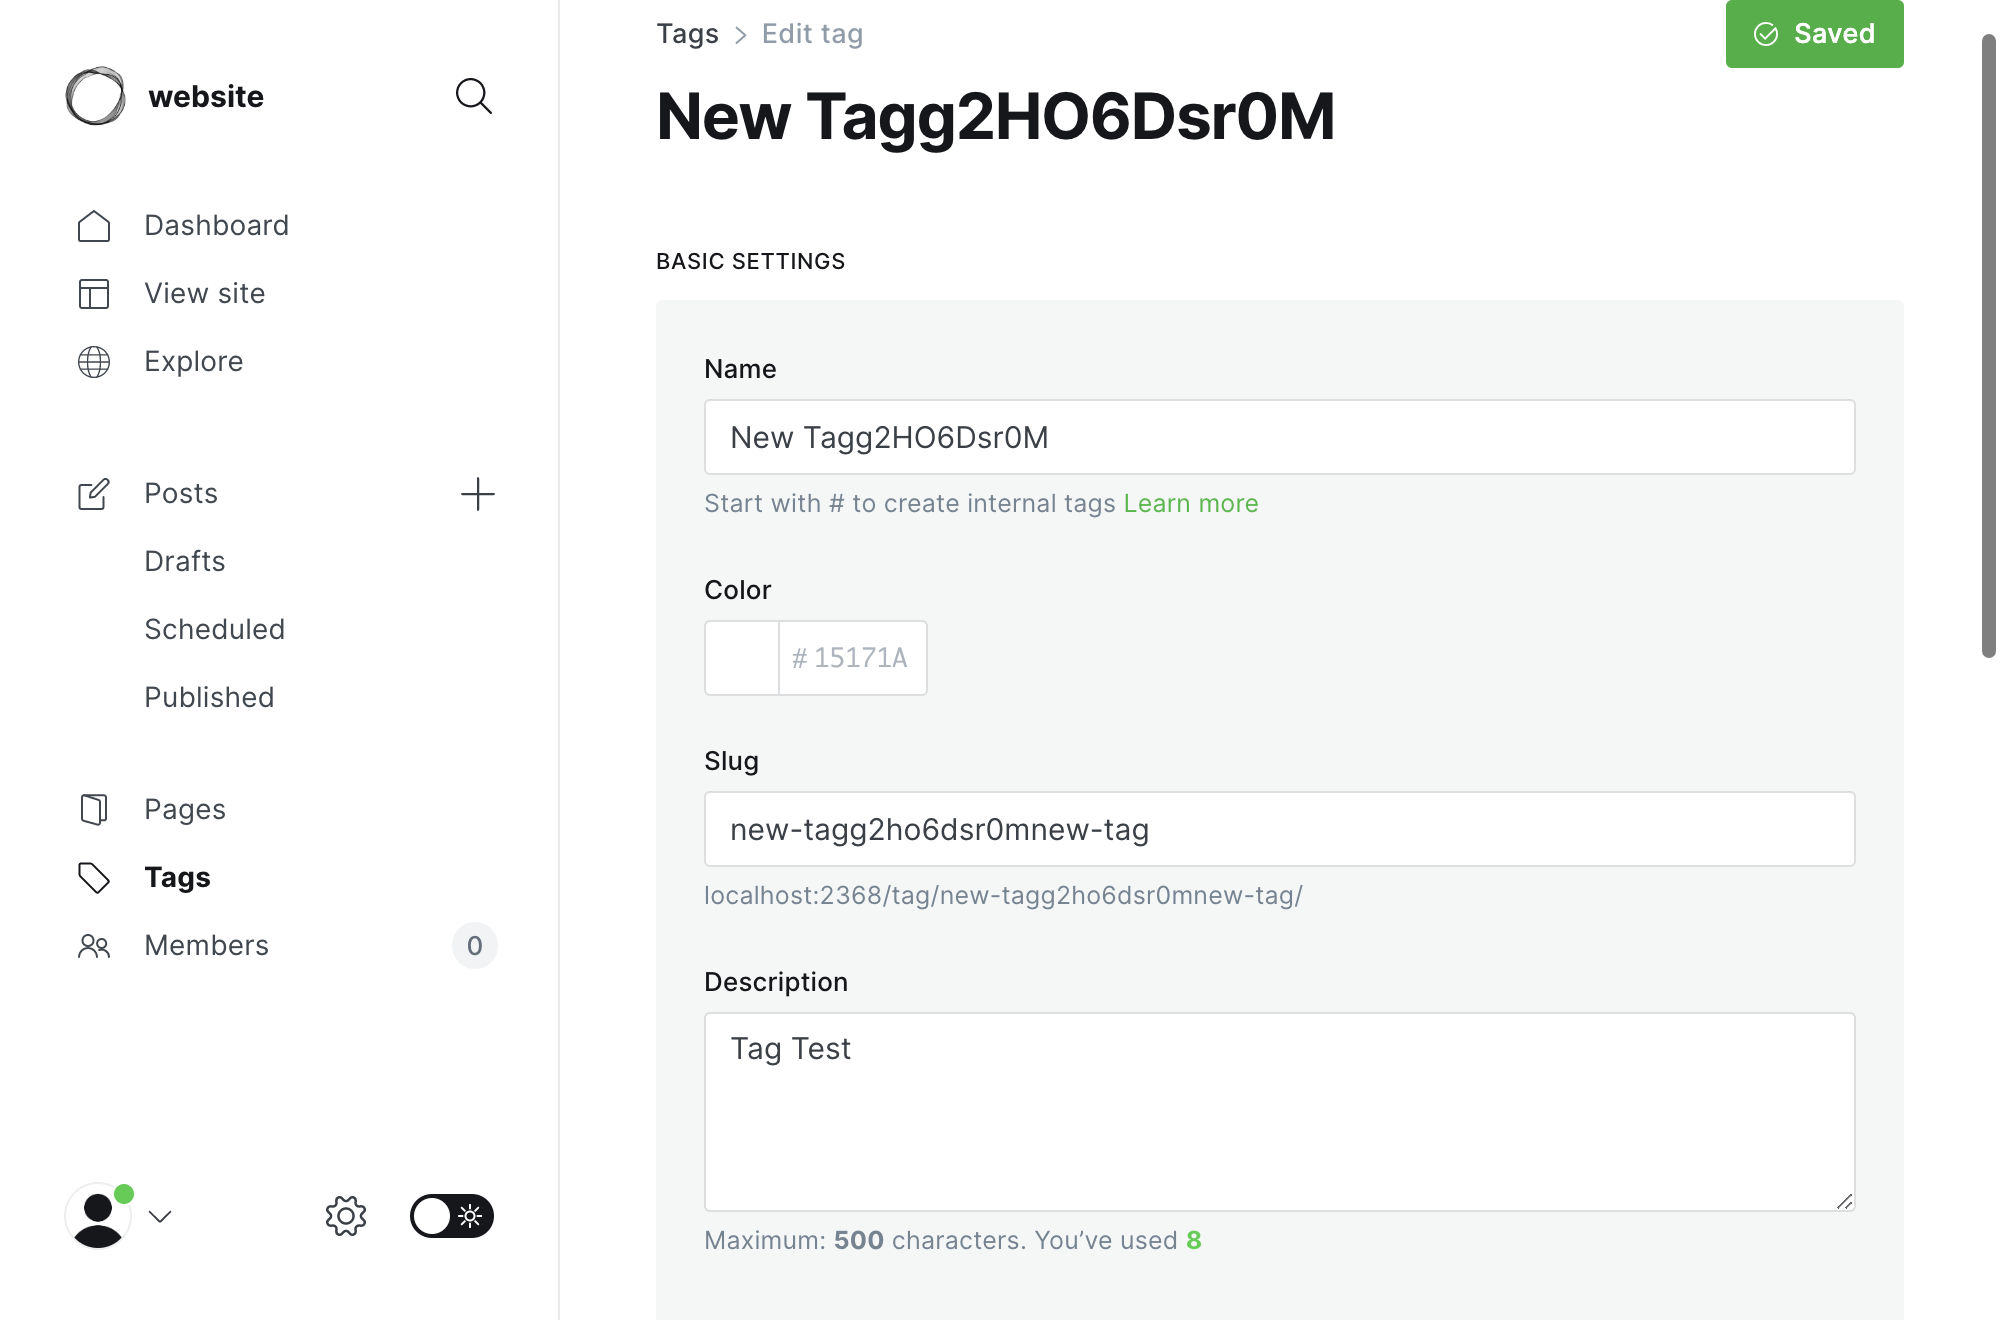 website
Dashboard
View site
Explore
Posts
Drafts
Scheduled
Published
Pages
Tags
Members 0
Tags > Edit tag
Saved
New Tagg2HO6Dsr0M
BASIC SETTINGS
Name
New Tagg2HO6Dsr0M
Start with # to create internal tags Learn more
Color
# 15171A
Slug
new-tagg2ho6dsr0mnew-tag
localhost:2368/tag/new-tagg2ho6dsr0mnew-tag/
Description
Tag Test
Maximum: 500 characters. You’ve used 8